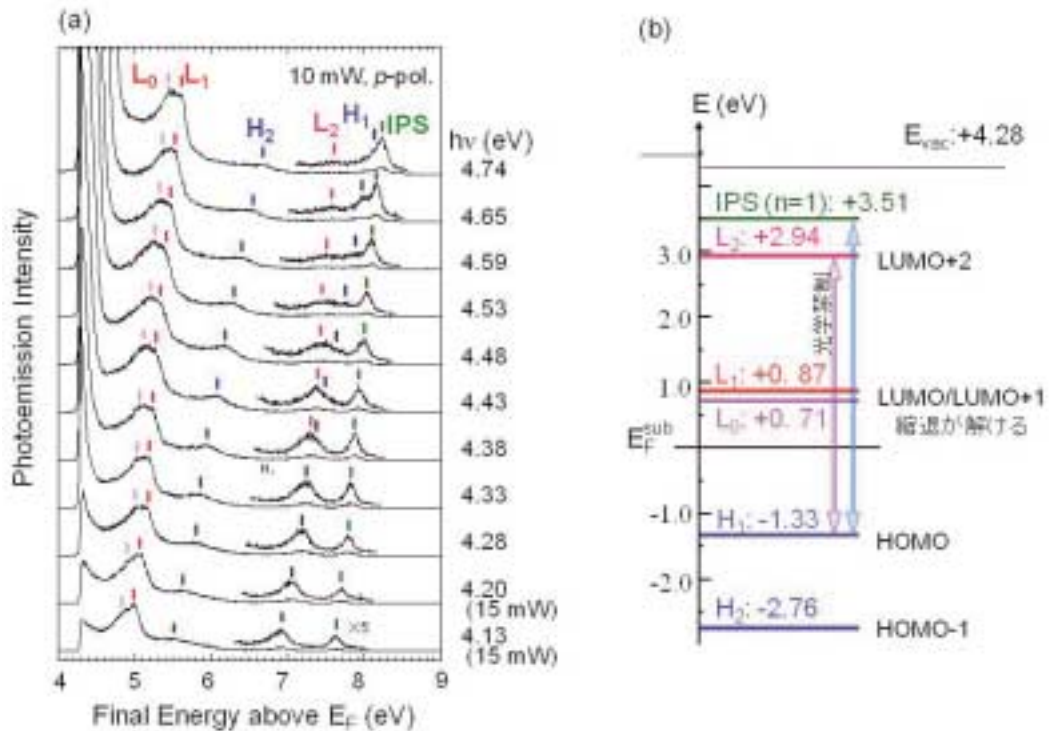 (a)
10 mW, p-pol.
L0 L1
H2
L2
H1
IPS
hν (eV)
4.74
4.65
4.59
4.53
4.48
4.43
4.38
4.33
4.28
4.20
(15 mW)
4.13
(15 mW)
×5
Photoemission Intensity
4 5 6 7 8 9
Final Energy above EF (eV)
(b)
E (eV)
Evac:+4.28
IPS (n=1): +3.51
L2: +2.94
LUMO+2
3.0
2.0
1.0
L1: +0.87
LUMO/LUMO+1
L0: +0.71
縮退が解ける
EFsub
-1.0
H1: -1.33
HOMO
-2.0
H2: -2.76
HOMO-1